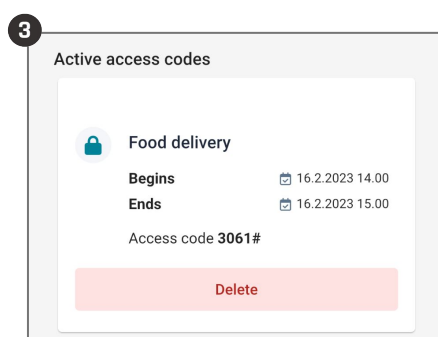 3
Active access codes
Food delivery
Begins 16.2.2023 14.00
Ends 16.2.2023 15.00
Access code 3061#
Delete